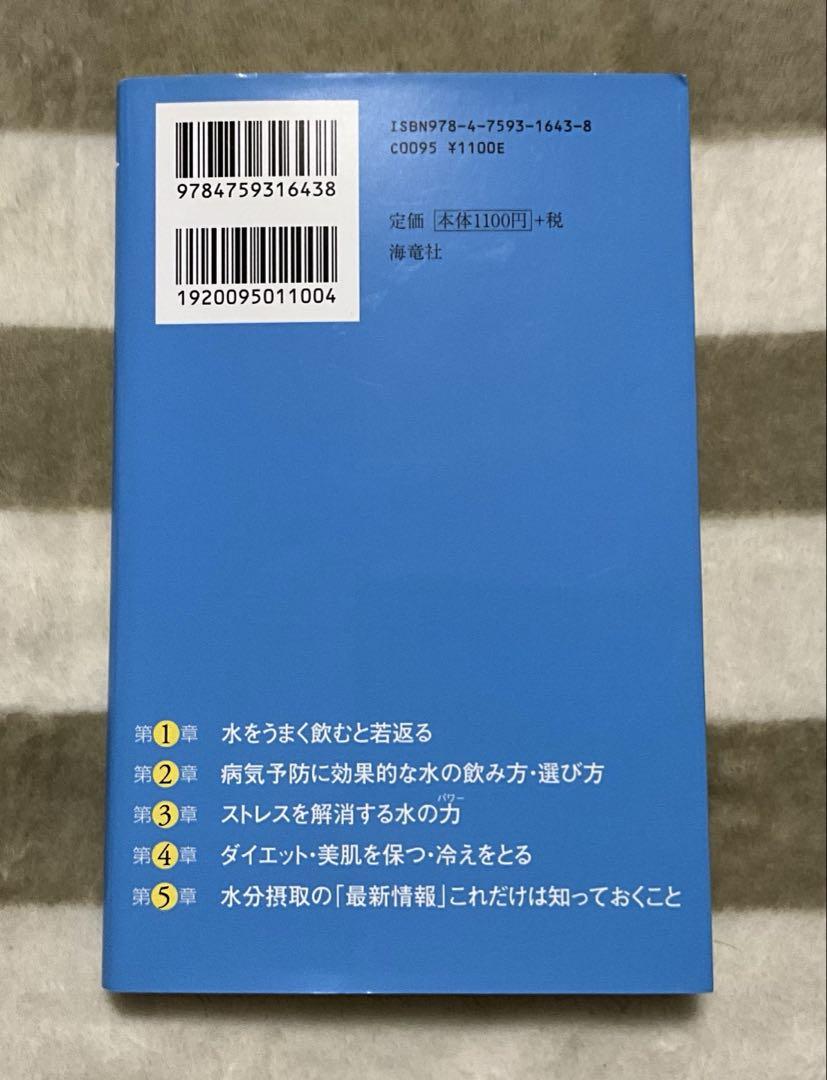 ISBN978-4-7593-1643-8
C0095 ¥1100E
9784759316438
定価 本体1100円+税
海竜社
1920095011004
第1章 水をうまく飲むと若返る
第2章 病気予防に効果的な水の飲み方・選び方
パワー
第3章 ストレスを解消する水の力
第4章 ダイエット・美肌を保つ・冷えをとる
第5章 水分摂取の「最新情報」これだけは知っておくこと